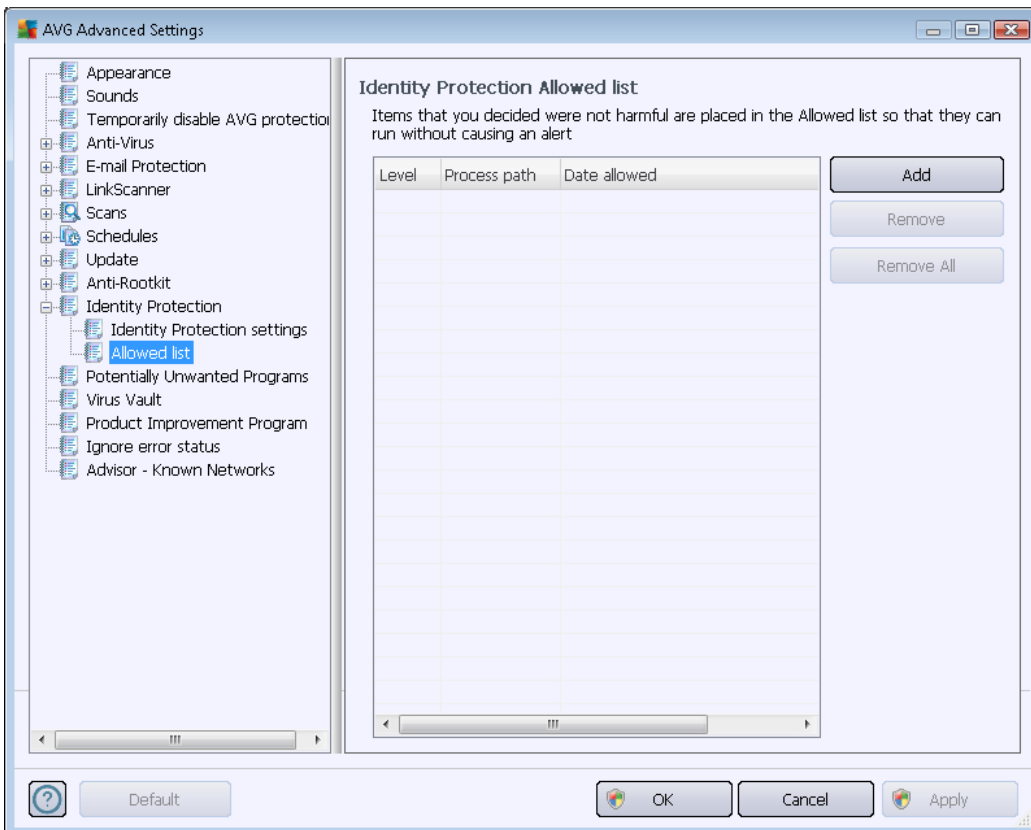 AVG Advanced Settings
Appearance
Sounds
Temporarily disable AVG protection
Anti-Virus
E-mail Protection
LinkScanner
Scans
Schedules
Update
Anti-Rootkit
Identity Protection
Identity Protection settings
Allowed list
Potentially Unwanted Programs
Virus Vault
Product Improvement Program
Ignore error status
Advisor - Known Networks
Identity Protection Allowed list
Items that you decided were not harmful are placed in the Allowed list so that they can
run without causing an alert
Level Process path Date allowed
Add
Remove
Remove All
Default
OK
Cancel
Apply